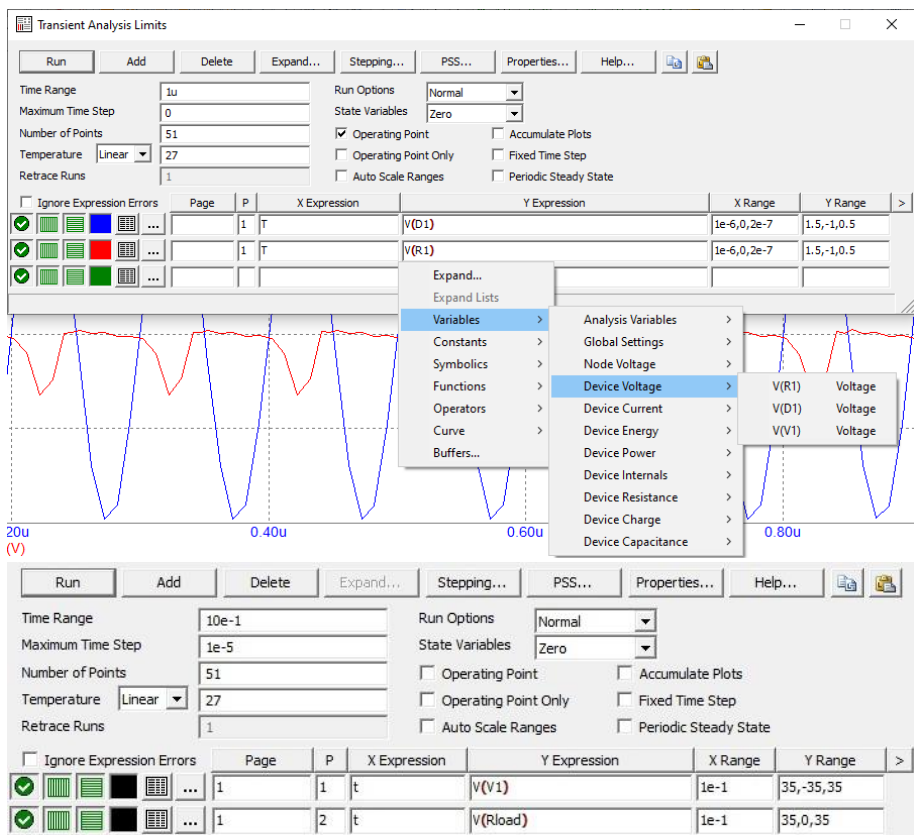 Transient Analysis Limits
Run Add Delete Expand... Stepping... PSS... Properties... Help...
Time Range 1u Run Options Normal
Maximum Time Step 0 State Variables Zero
Number of Points 51 Operating Point Accumulate Plots
Temperature Linear 27 Operating Point Only Fixed Time Step
Retrace Runs 1 Auto Scale Ranges Periodic Steady State
Ignore Expression Errors Page P X Expression Y Expression X Range Y Range >
... 1 T V(D1) 1e-6,0,2e-7 1.5,-1,0.5
... 1 T V(R1) 1e-6,0,2e-7 1.5,-1,0.5
...
Expand...
Expand Lists
Variables >
Constants >
Symbolics >
Functions >
Operators >
Curve >
Buffers...
Analysis Variables >
Global Settings >
Node Voltage >
Device Voltage >
Device Current >
Device Energy >
Device Power >
Device Internals >
Device Resistance >
Device Charge >
Device Capacitance >
V(R1) Voltage
V(D1) Voltage
V(V1) Voltage
20u 0.40u 0.60u 0.80u
(V)
Run Add Delete Expand... Stepping... PSS... Properties... Help...
Time Range 10e-1 Run Options Normal
Maximum Time Step 1e-5 State Variables Zero
Number of Points 51 Operating Point Accumulate Plots
Temperature Linear 27 Operating Point Only Fixed Time Step
Retrace Runs 1 Auto Scale Ranges Periodic Steady State
Ignore Expression Errors Page P X Expression Y Expression X Range Y Range >
... 1 1 t V(V1) 1e-1 35,-35,35
... 1 2 t V(Rload) 1e-1 35,0,35